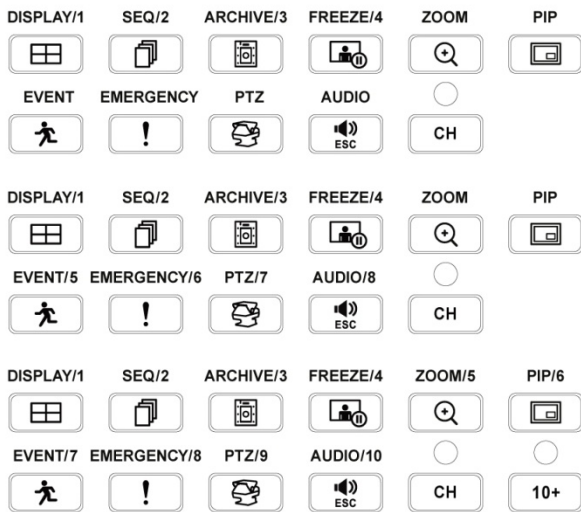 DISPLAY/1 SEQ/2 ARCHIVE/3 FREEZE/4 ZOOM PIP
EVENT EMERGENCY PTZ AUDIO
ESC CH
DISPLAY/1 SEQ/2 ARCHIVE/3 FREEZE/4 ZOOM PIP
EVENT/5 EMERGENCY/6 PTZ/7 AUDIO/8
ESC CH
DISPLAY/1 SEQ/2 ARCHIVE/3 FREEZE/4 ZOOM/5 PIP/6
EVENT/7 EMERGENCY/8 PTZ/9 AUDIO/10
! ESC CH 10+